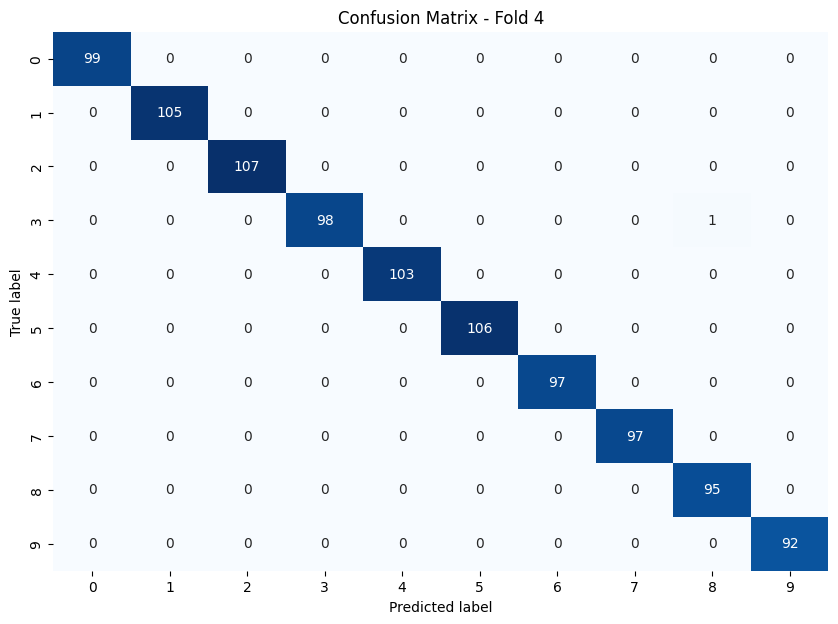 Confusion Matrix - Fold 4
True label
0 99 0 0 0 0 0 0 0 0 0
1 0 105 0 0 0 0 0 0 0 0
2 0 0 107 0 0 0 0 0 0 0
3 0 0 0 98 0 0 0 0 1 0
4 0 0 0 0 103 0 0 0 0 0
5 0 0 0 0 0 106 0 0 0 0
6 0 0 0 0 0 0 97 0 0 0
7 0 0 0 0 0 0 0 97 0 0
8 0 0 0 0 0 0 0 0 95 0
9 0 0 0 0 0 0 0 0 0 92
0 1 2 3 4 5 6 7 8 9
Predicted label